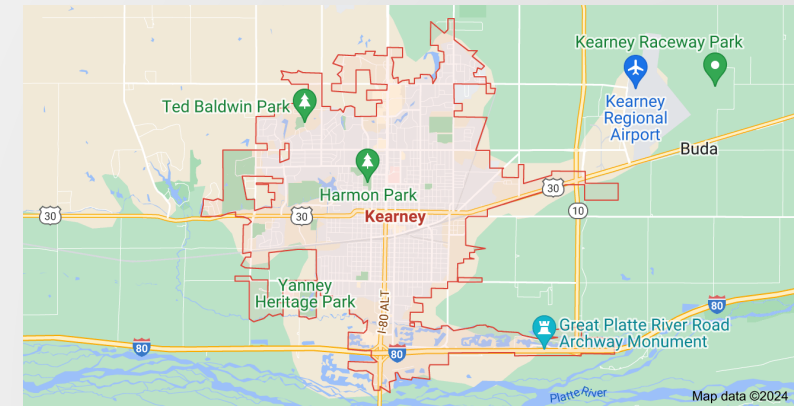 Kearney Raceway Park
Ted Baldwin Park
Kearney
Regional
Airport
Buda
Harmon Park
30
10
30
30
Kearney
Yanney
Heritage Park
I-80 ALT
80
Great Platte River Road
Archway Monument
80
80
Platte River
Map data ©2024